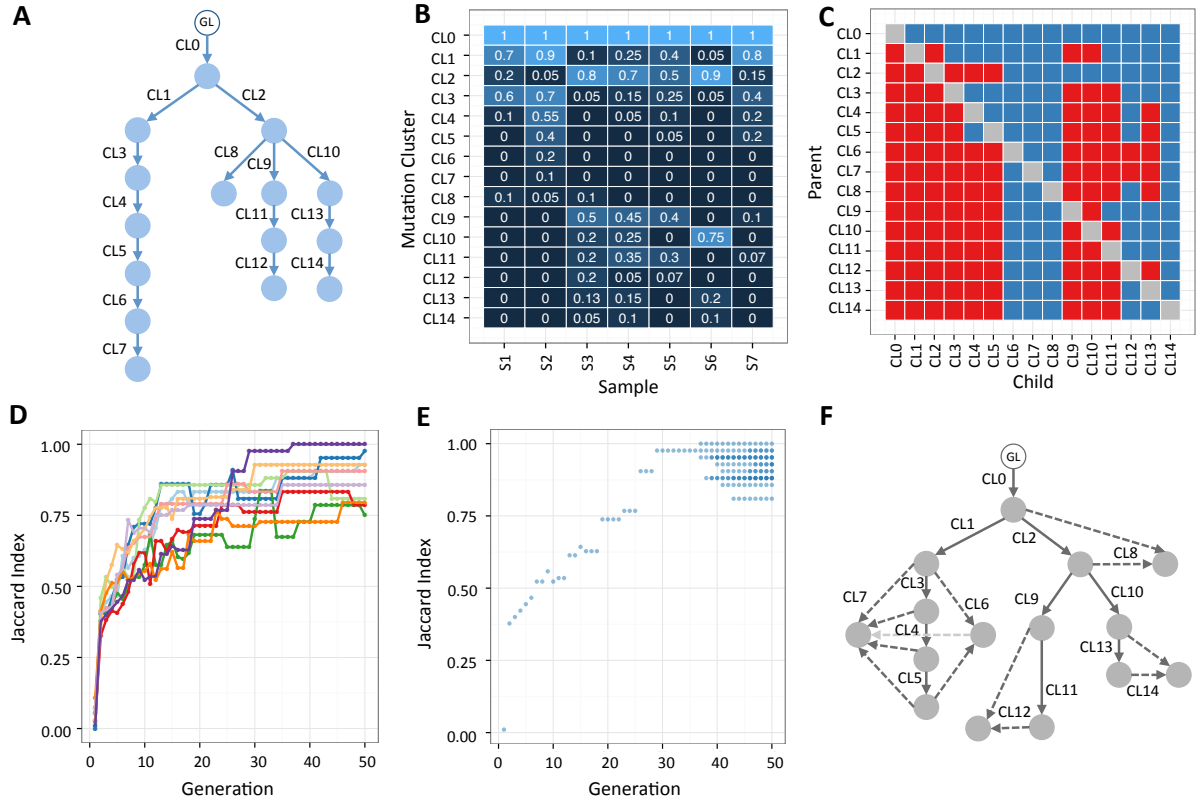 A
GL
CL0
CL1
CL2
CL3
CL8
CL9
CL10
CL4
CL11
CL13
CL5
CL12
CL14
CL6
CL7
B
Mutation Cluster
CL0 1 1 1 1 1 1 1
CL1 0.7 0.9 0.1 0.25 0.4 0.05 0.8
CL2 0.2 0.05 0.8 0.7 0.5 0.9 0.15
CL3 0.6 0.7 0.05 0.15 0.25 0.05 0.4
CL4 0.1 0.55 0 0.05 0.1 0 0.2
CL5 0 0.4 0 0 0.05 0 0.2
CL6 0 0.2 0 0 0 0 0
CL7 0 0.1 0 0 0 0 0
CL8 0.1 0.05 0.1 0 0 0 0
CL9 0 0 0.5 0.45 0.4 0 0.1
CL10 0 0 0.2 0.25 0 0.75 0
CL11 0 0 0.2 0.35 0.3 0 0.07
CL12 0 0 0.2 0.05 0.07 0 0
CL13 0 0 0.13 0.15 0 0.2 0
CL14 0 0 0.05 0.1 0 0.1 0
S1 S2 S3 S4 S5 S6 S7
Sample
C
Parent
CL0
CL1
CL2
CL3
CL4
CL5
CL6
CL7
CL8
CL9
CL10
CL11
CL12
CL13
CL14
CL0 CL1 CL2 CL3 CL4 CL5 CL6 CL7 CL8 CL9 CL10 CL11 CL12 CL13 CL14
Child
D
Jaccard Index
1.00
0.75
0.50
0.25
0.00
0 10 20 30 40 50
Generation
E
Jaccard Index
1.00
0.75
0.50
0.25
0.00
0 10 20 30 40 50
Generation
F
GL
CL0
CL1
CL2
CL8
CL3
CL7
CL6
CL9
CL10
CL4
CL13
CL5
CL11
CL14
CL12